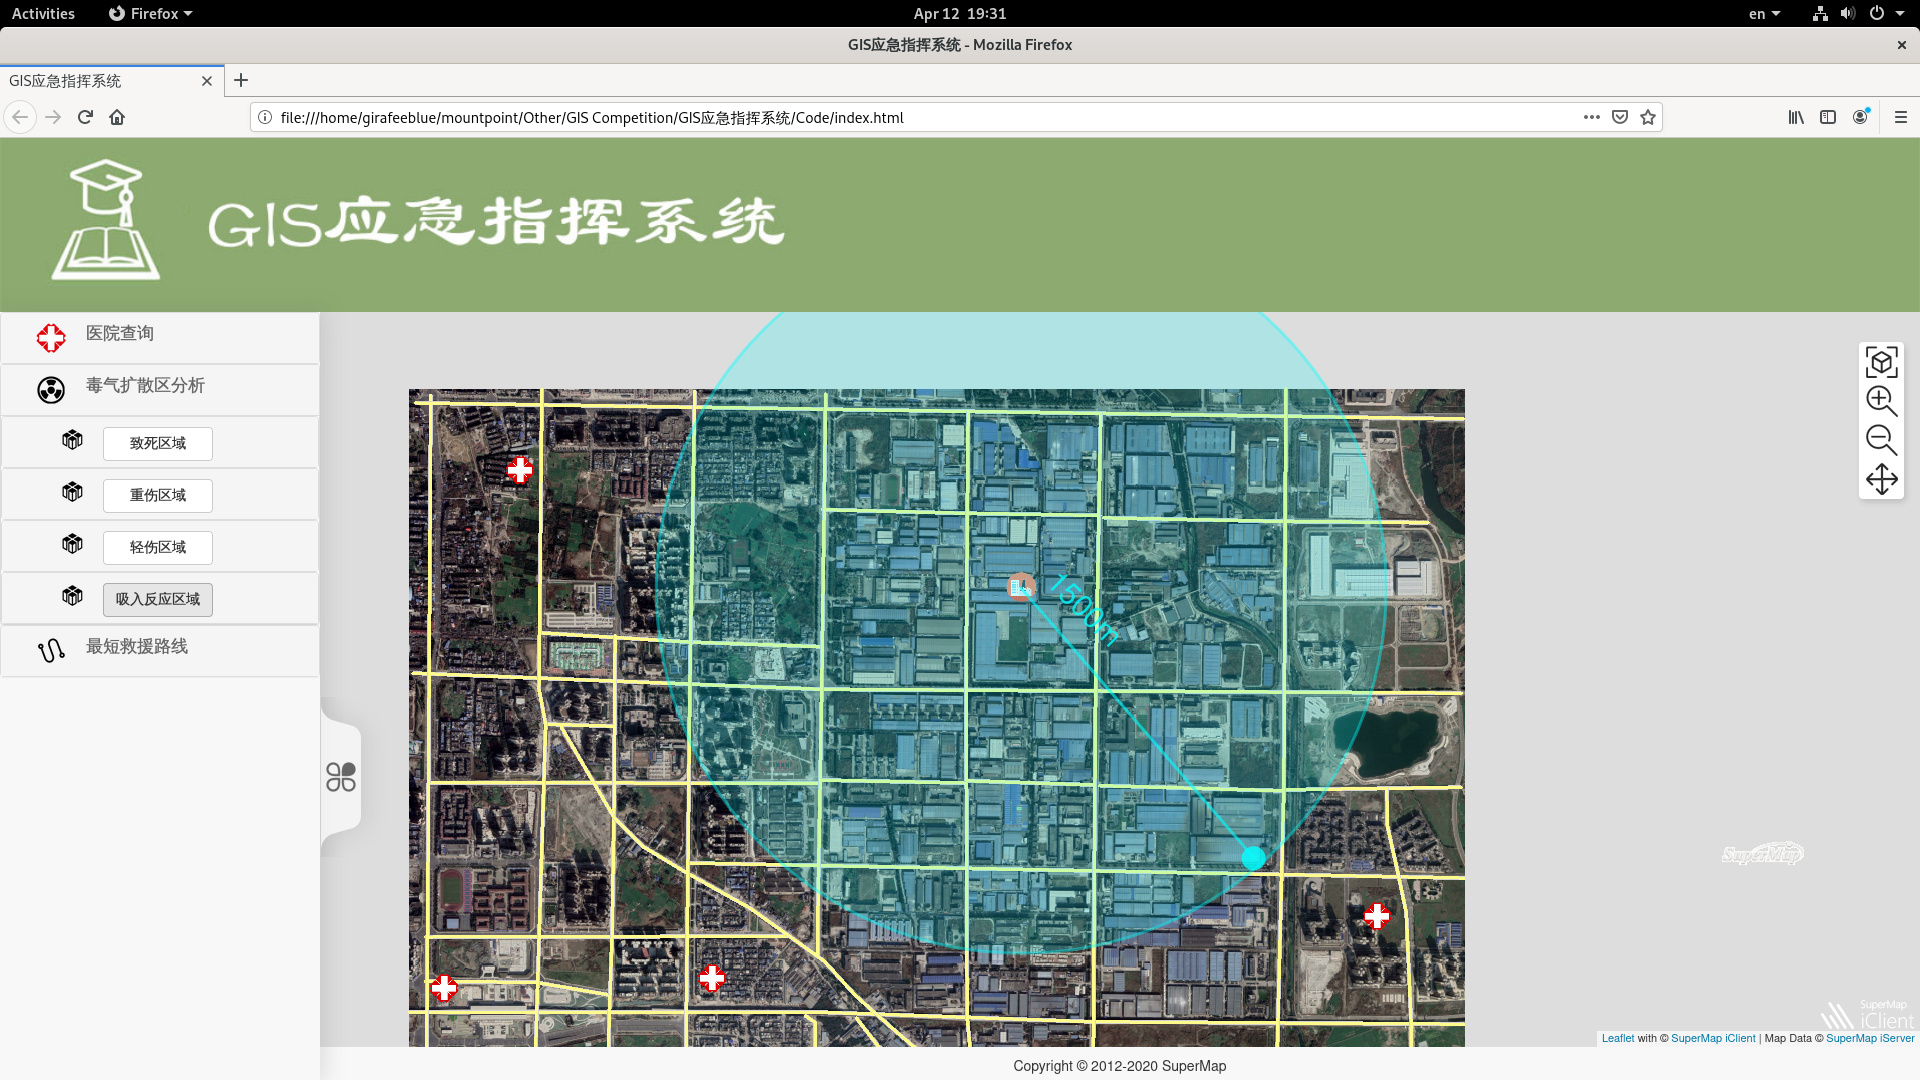 Activities
Firefox
Apr 12 19:31
en
GIS应急指挥系统 - Mozilla Firefox
GIS应急指挥系统
file:///home/girafeeblue/mountpoint/Other/GIS Competition/GIS应急指挥系统/Code/index.html
GIS应急指挥系统
医院查询
毒气扩散区分析
致死区域
重伤区域
轻伤区域
吸入反应区域
最短救援路线
1500m
SuperMap
SuperMap
iClient
Leaflet with © SuperMap iClient | Map Data © SuperMap iServer
Copyright © 2012-2020 SuperMap